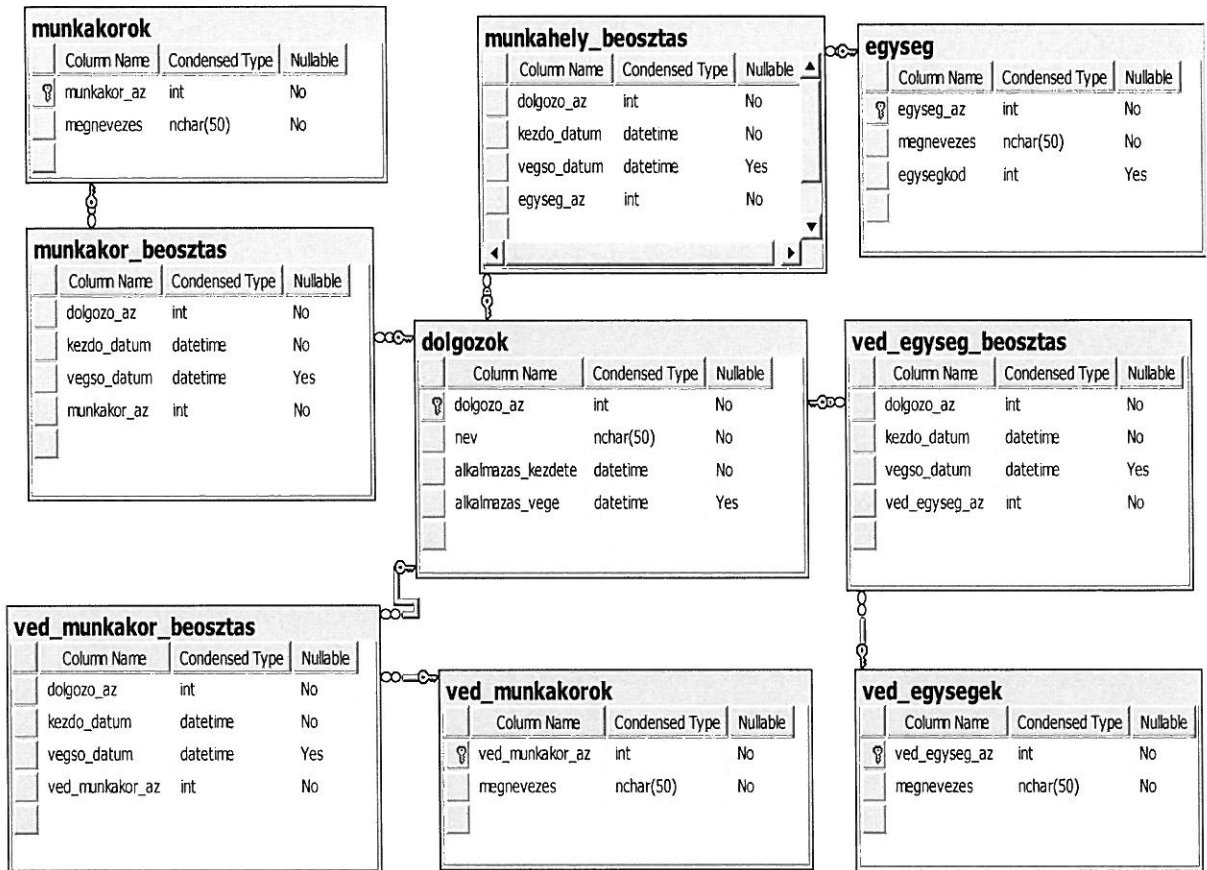 munkakorok
Column Name Condensed Type Nullable
munkakor_az int No
megnevezes nchar(50) No
munkahely_beosztas
Column Name Condensed Type Nullable
dolgozo_az int No
kezdo_datum datetime No
vegso_datum datetime Yes
egyseg_az int No
egyseg
Column Name Condensed Type Nullable
egyseg_az int No
megnevezes nchar(50) No
egysegkod int Yes
munkakor_beosztas
Column Name Condensed Type Nullable
dolgozo_az int No
kezdo_datum datetime No
vegso_datum datetime Yes
munkakor_az int No
dolgozok
Column Name Condensed Type Nullable
dolgozo_az int No
nev nchar(50) No
alkalmazas_kezdete datetime No
alkalmazas_vege datetime Yes
ved_egyseg_beosztas
Column Name Condensed Type Nullable
dolgozo_az int No
kezdo_datum datetime No
vegso_datum datetime Yes
ved_egyseg_az int No
ved_munkakor_beosztas
Column Name Condensed Type Nullable
dolgozo_az int No
kezdo_datum datetime No
vegso_datum datetime Yes
ved_munkakor_az int No
ved_munkakorok
Column Name Condensed Type Nullable
ved_munkakor_az int No
megnevezes nchar(50) No
ved_egysegek
Column Name Condensed Type Nullable
ved_egyseg_az int No
megnevezes nchar(50) No